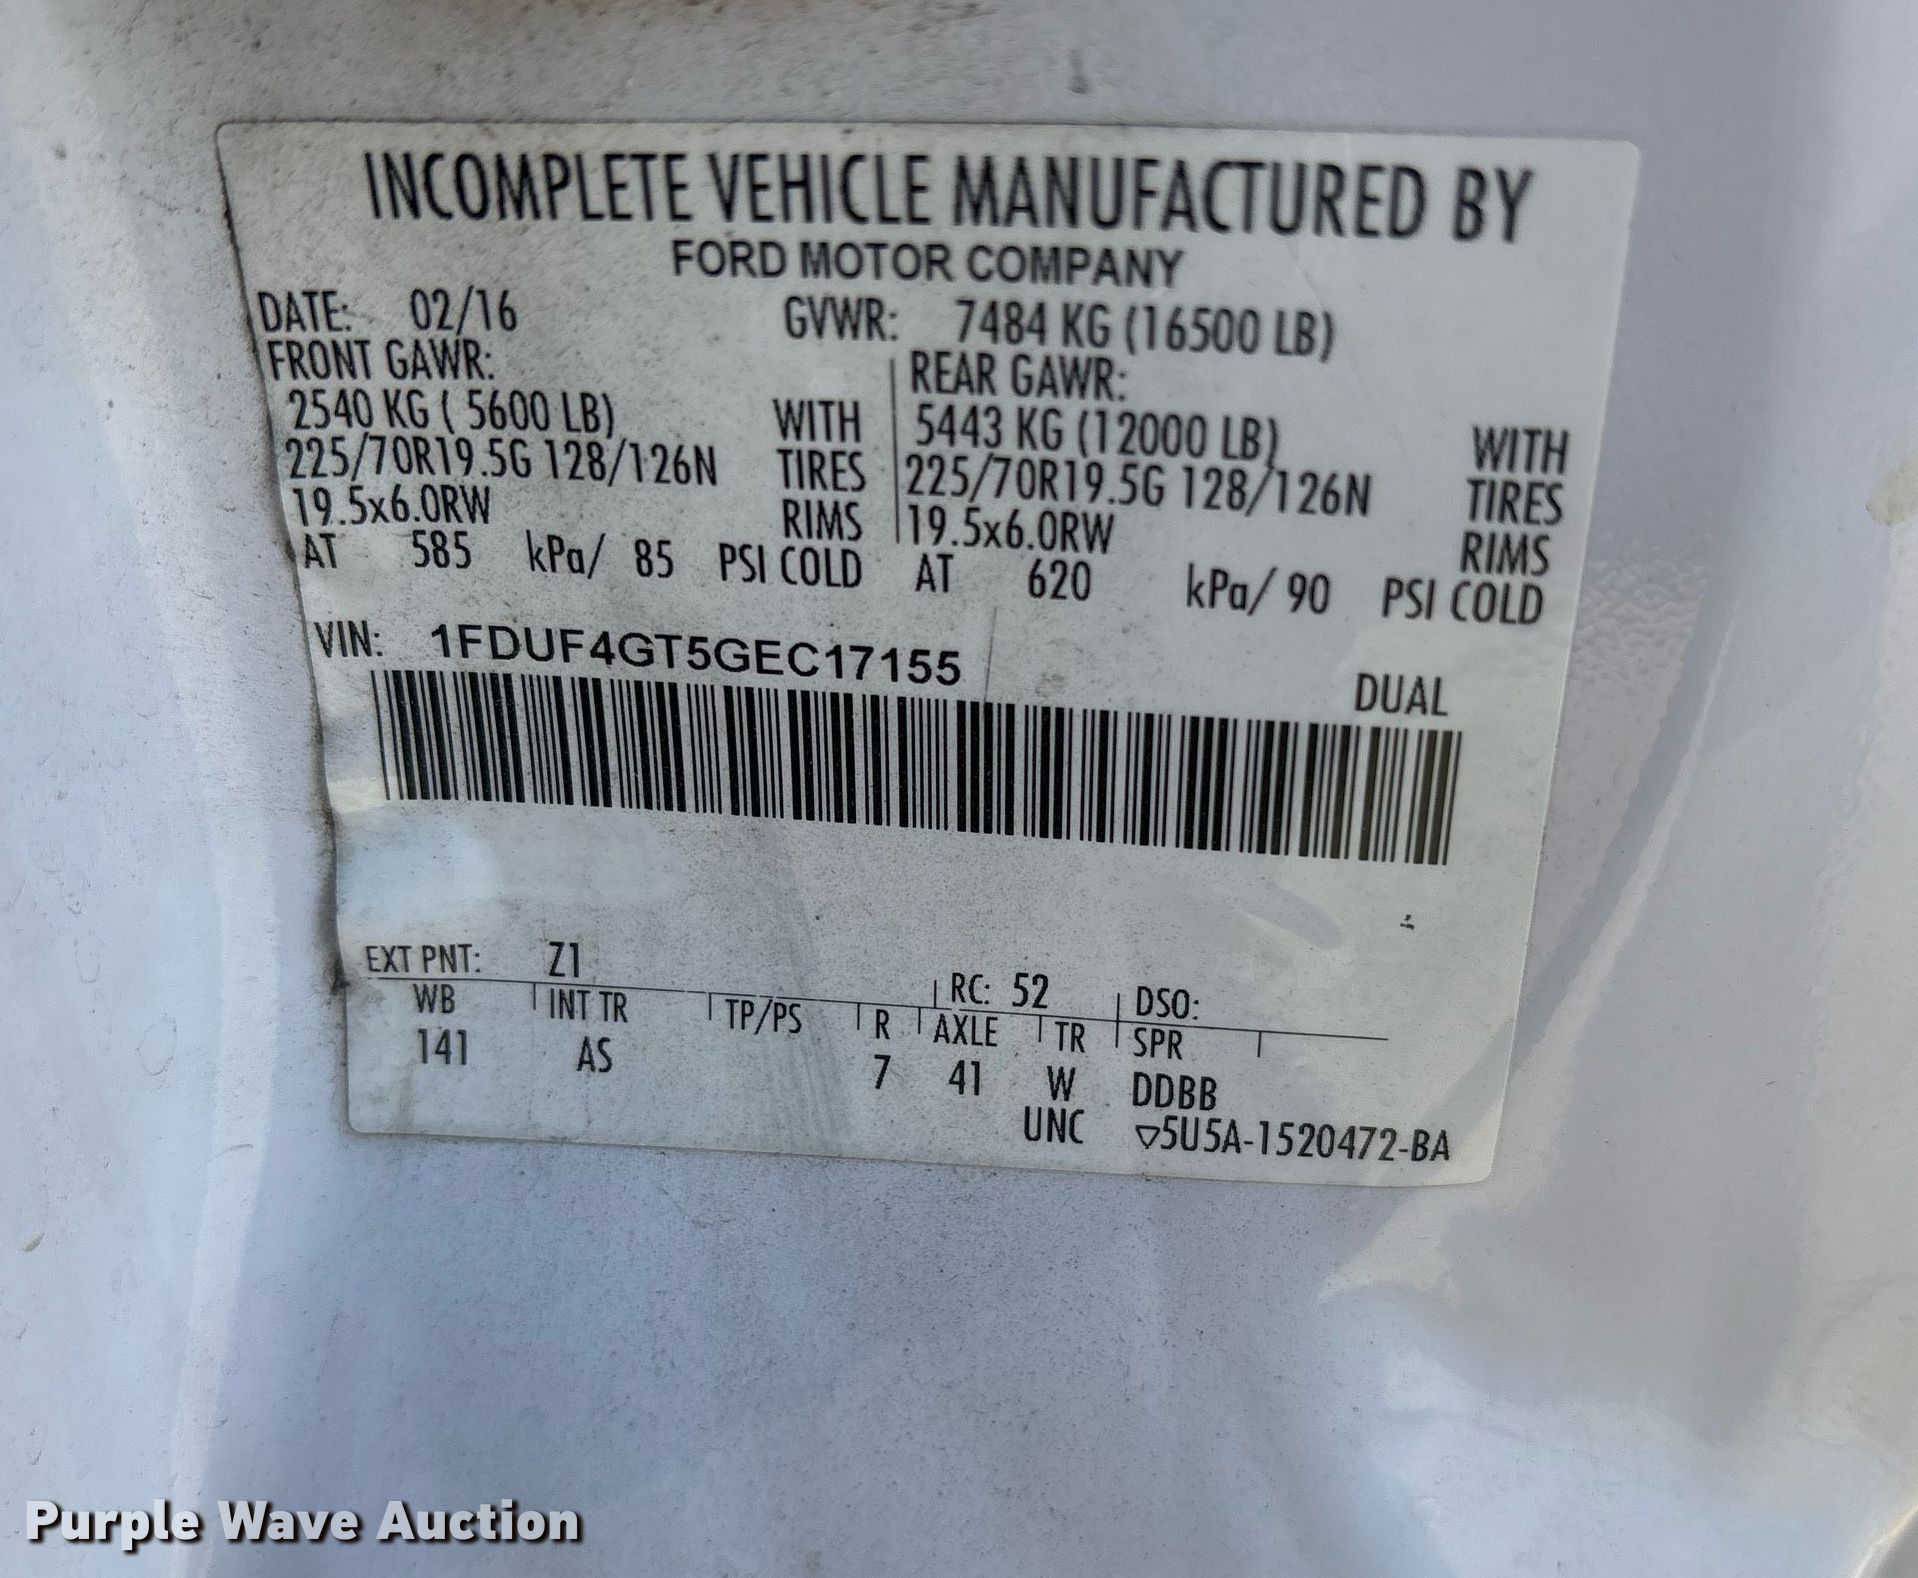 INCOMPLETE VEHICLE MANUFACTURED BY
FORD MOTOR COMPANY
DATE: 02/16 GVWR: 7484 KG (16500 LB)
FRONT GAWR: REAR GAWR:
2540 KG ( 5600 LB) WITH 5443 KG (12000 LB) WITH
225/70R19.5G 128/126N TIRES 225/70R19.5G 128/126N TIRES
19.5x6.0RW RIMS 19.5x6.0RW RIMS
AT 585 kPa/ 85 PSI COLD AT 620 kPa/ 90 PSI COLD
VIN: 1FDUF4GT5GEC17155
DUAL
EXT PNT: Z1 RC: 52 DSO:
WB INT TR TP/PS R AXLE TR SPR
141 AS 7 41 W DDBB
UNC ▽5U5A-1520472-BA
Purple Wave Auction